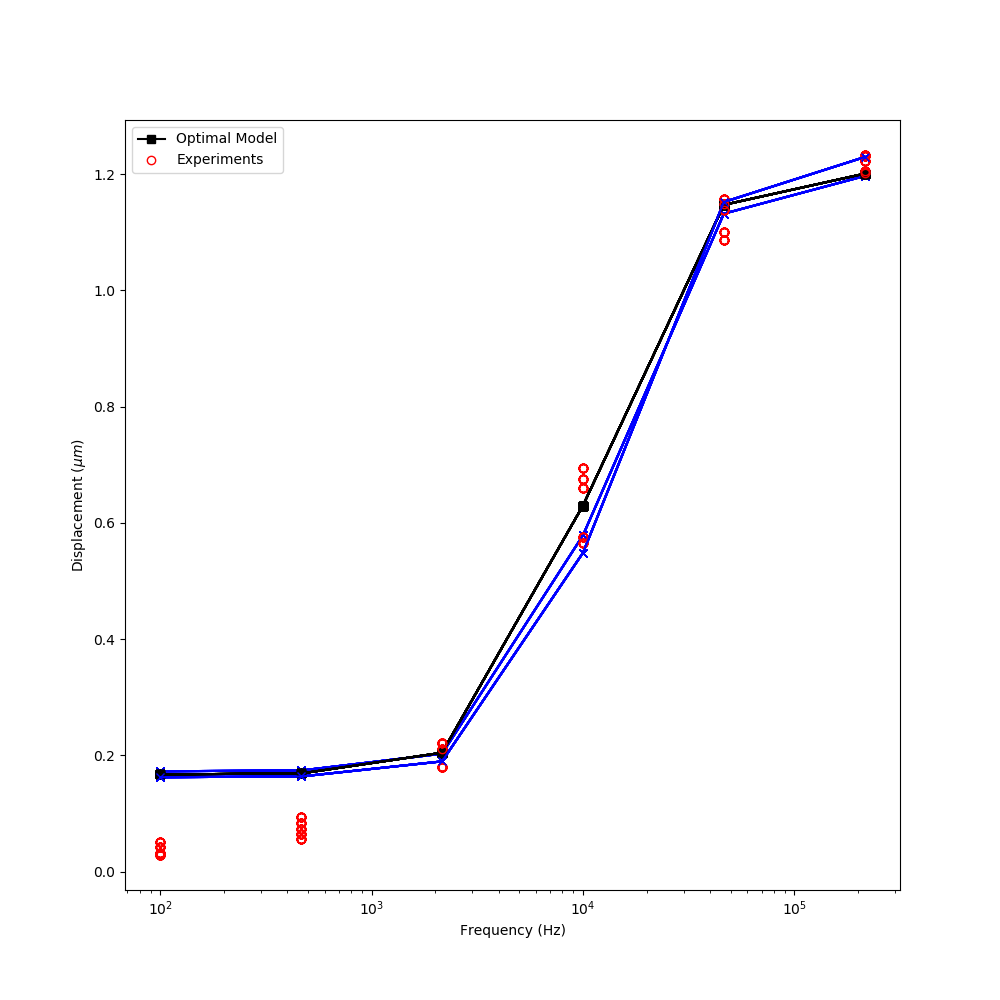 Optimal Model
Experiments
1.2
1.0
0.8
0.6
0.4
0.2
0.0
Displacement (μm)
10² 10³ 10⁴ 10⁵
Frequency (Hz)